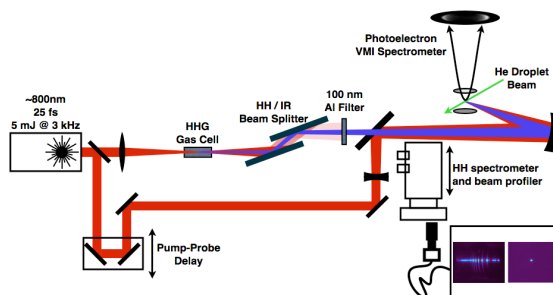 Photoelectron
VMI Spectrometer
He Droplet
Beam
~800nm
25 fs
5 mJ @ 3 kHz
HHG
Gas Cell
HH / IR
Beam Splitter
100 nm
Al Filter
HH spectrometer
and beam profiler
Pump-Probe
Delay